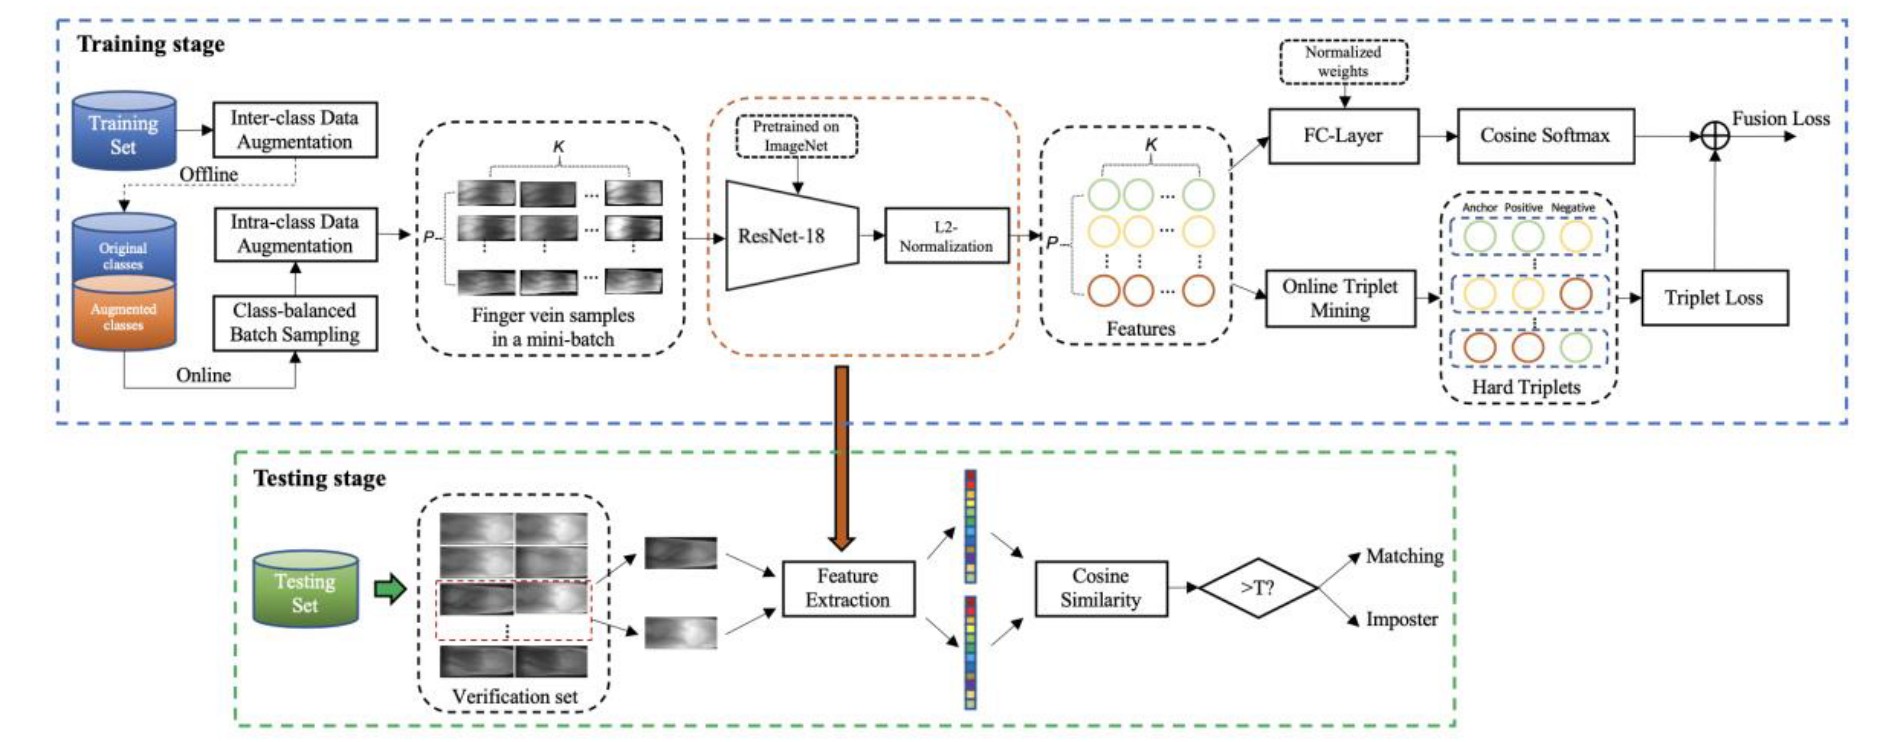 Training stage
Training
Set
Inter-class Data
Augmentation
Offline
Original
classes
Augmented
classes
Intra-class Data
Augmentation
Class-balanced
Batch Sampling
Online
K
P
Finger vein samples
in a mini-batch
Pretrained on
ImageNet
ResNet-18
L2-
Normalization
K
P
Features
Normalized
weights
FC-Layer
Cosine Softmax
Fusion Loss
Online Triplet
Mining
Anchor Positive Negative
Hard Triplets
Triplet Loss
Testing stage
Testing
Set
Verification set
Feature
Extraction
Cosine
Similarity
>T?
Matching
Imposter